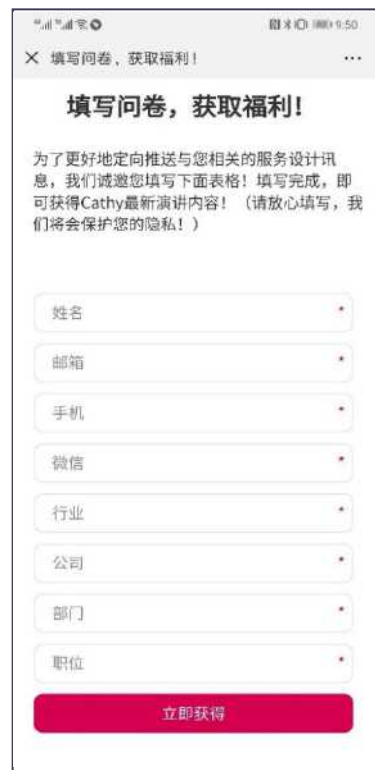 9:50
填写问卷，获取福利！
填写问卷，获取福利！
为了更好地定向推送与您相关的服务设计讯
息，我们诚邀您填写下面表格！填写完成，即
可获得Cathy最新演讲内容！（请放心填写，我
们将会保护您的隐私！）
姓名 *
邮箱 *
手机 *
微信 *
行业 *
公司 *
部门 *
职位 *
立即获得